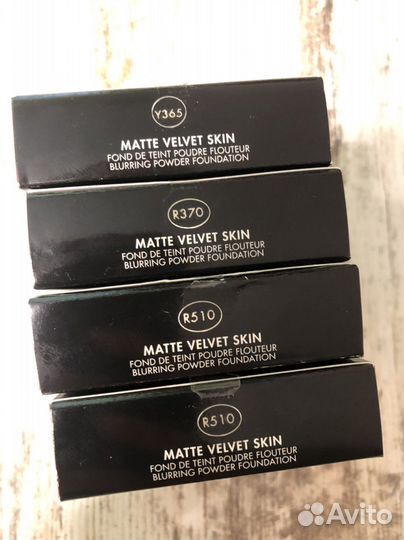 Y365
MATTE VELVET SKIN
FOND DE TEINT POUDRE FLOUTEUR
BLURRING POWDER FOUNDATION
R370
MATTE VELVET SKIN
FOND DE TEINT POUDRE FLOUTEUR
BLURRING POWDER FOUNDATION
R510
MATTE VELVET SKIN
FOND DE TEINT POUDRE FLOUTEUR
BLURRING POWDER FOUNDATION
R510
MATTE VELVET SKIN
FOND DE TEINT POUDRE FLOUTEUR
BLURRING POWDER FOUNDATION
Avito